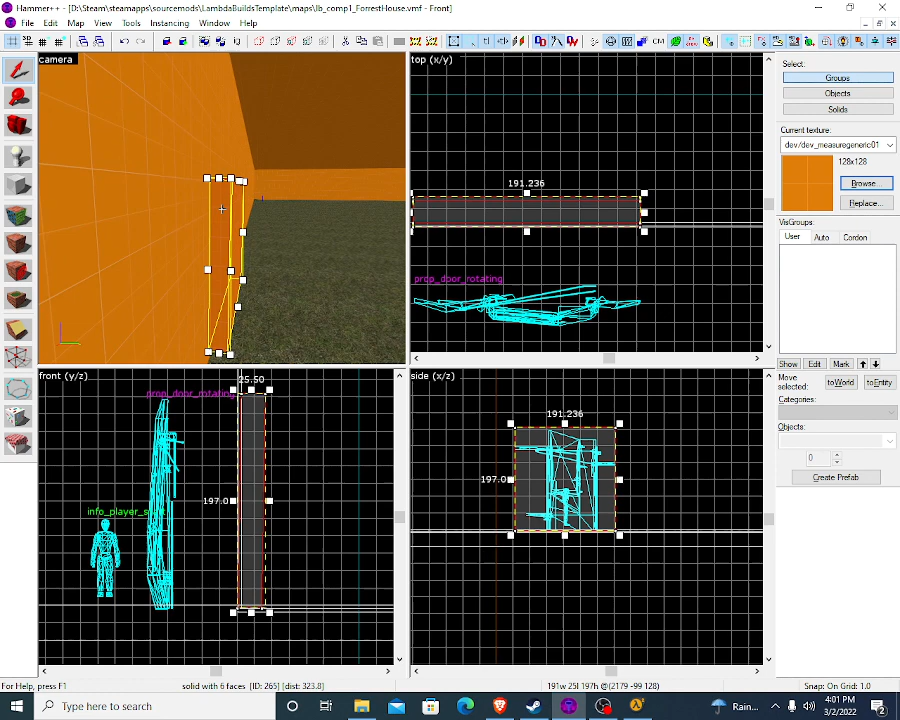 Hammer++ - [D:\Steam\steamapps\sourcemods\LambdaBuildsTemplate\maps\lb_comp1_ForrestHouse.vmf - Front]
File Edit Map View Tools Instancing Window Help
camera
top (x/y)
191.236
prop_door_rotating
front (y/z)
25.50
prop_door_rotating
197.0
info_player_s
side (x/z)
191.236
197.0
Select:
Groups
Objects
Solids
Current texture:
dev/dev_measuregeneric01
128x128
Browse...
Replace...
VisGroups:
User Auto Cordon
Show Edit Mark
Move selected:
toWorld toEntity
Categories:
Objects:
0
Create Prefab
For Help, press F1
solid with 6 faces [ID: 265] [dist: 323.8]
191w 25l 197h @(2179 -99 128)
Snap: On Grid: 1.0
Type here to search
Rain...
4:01 PM
3/2/2022
2